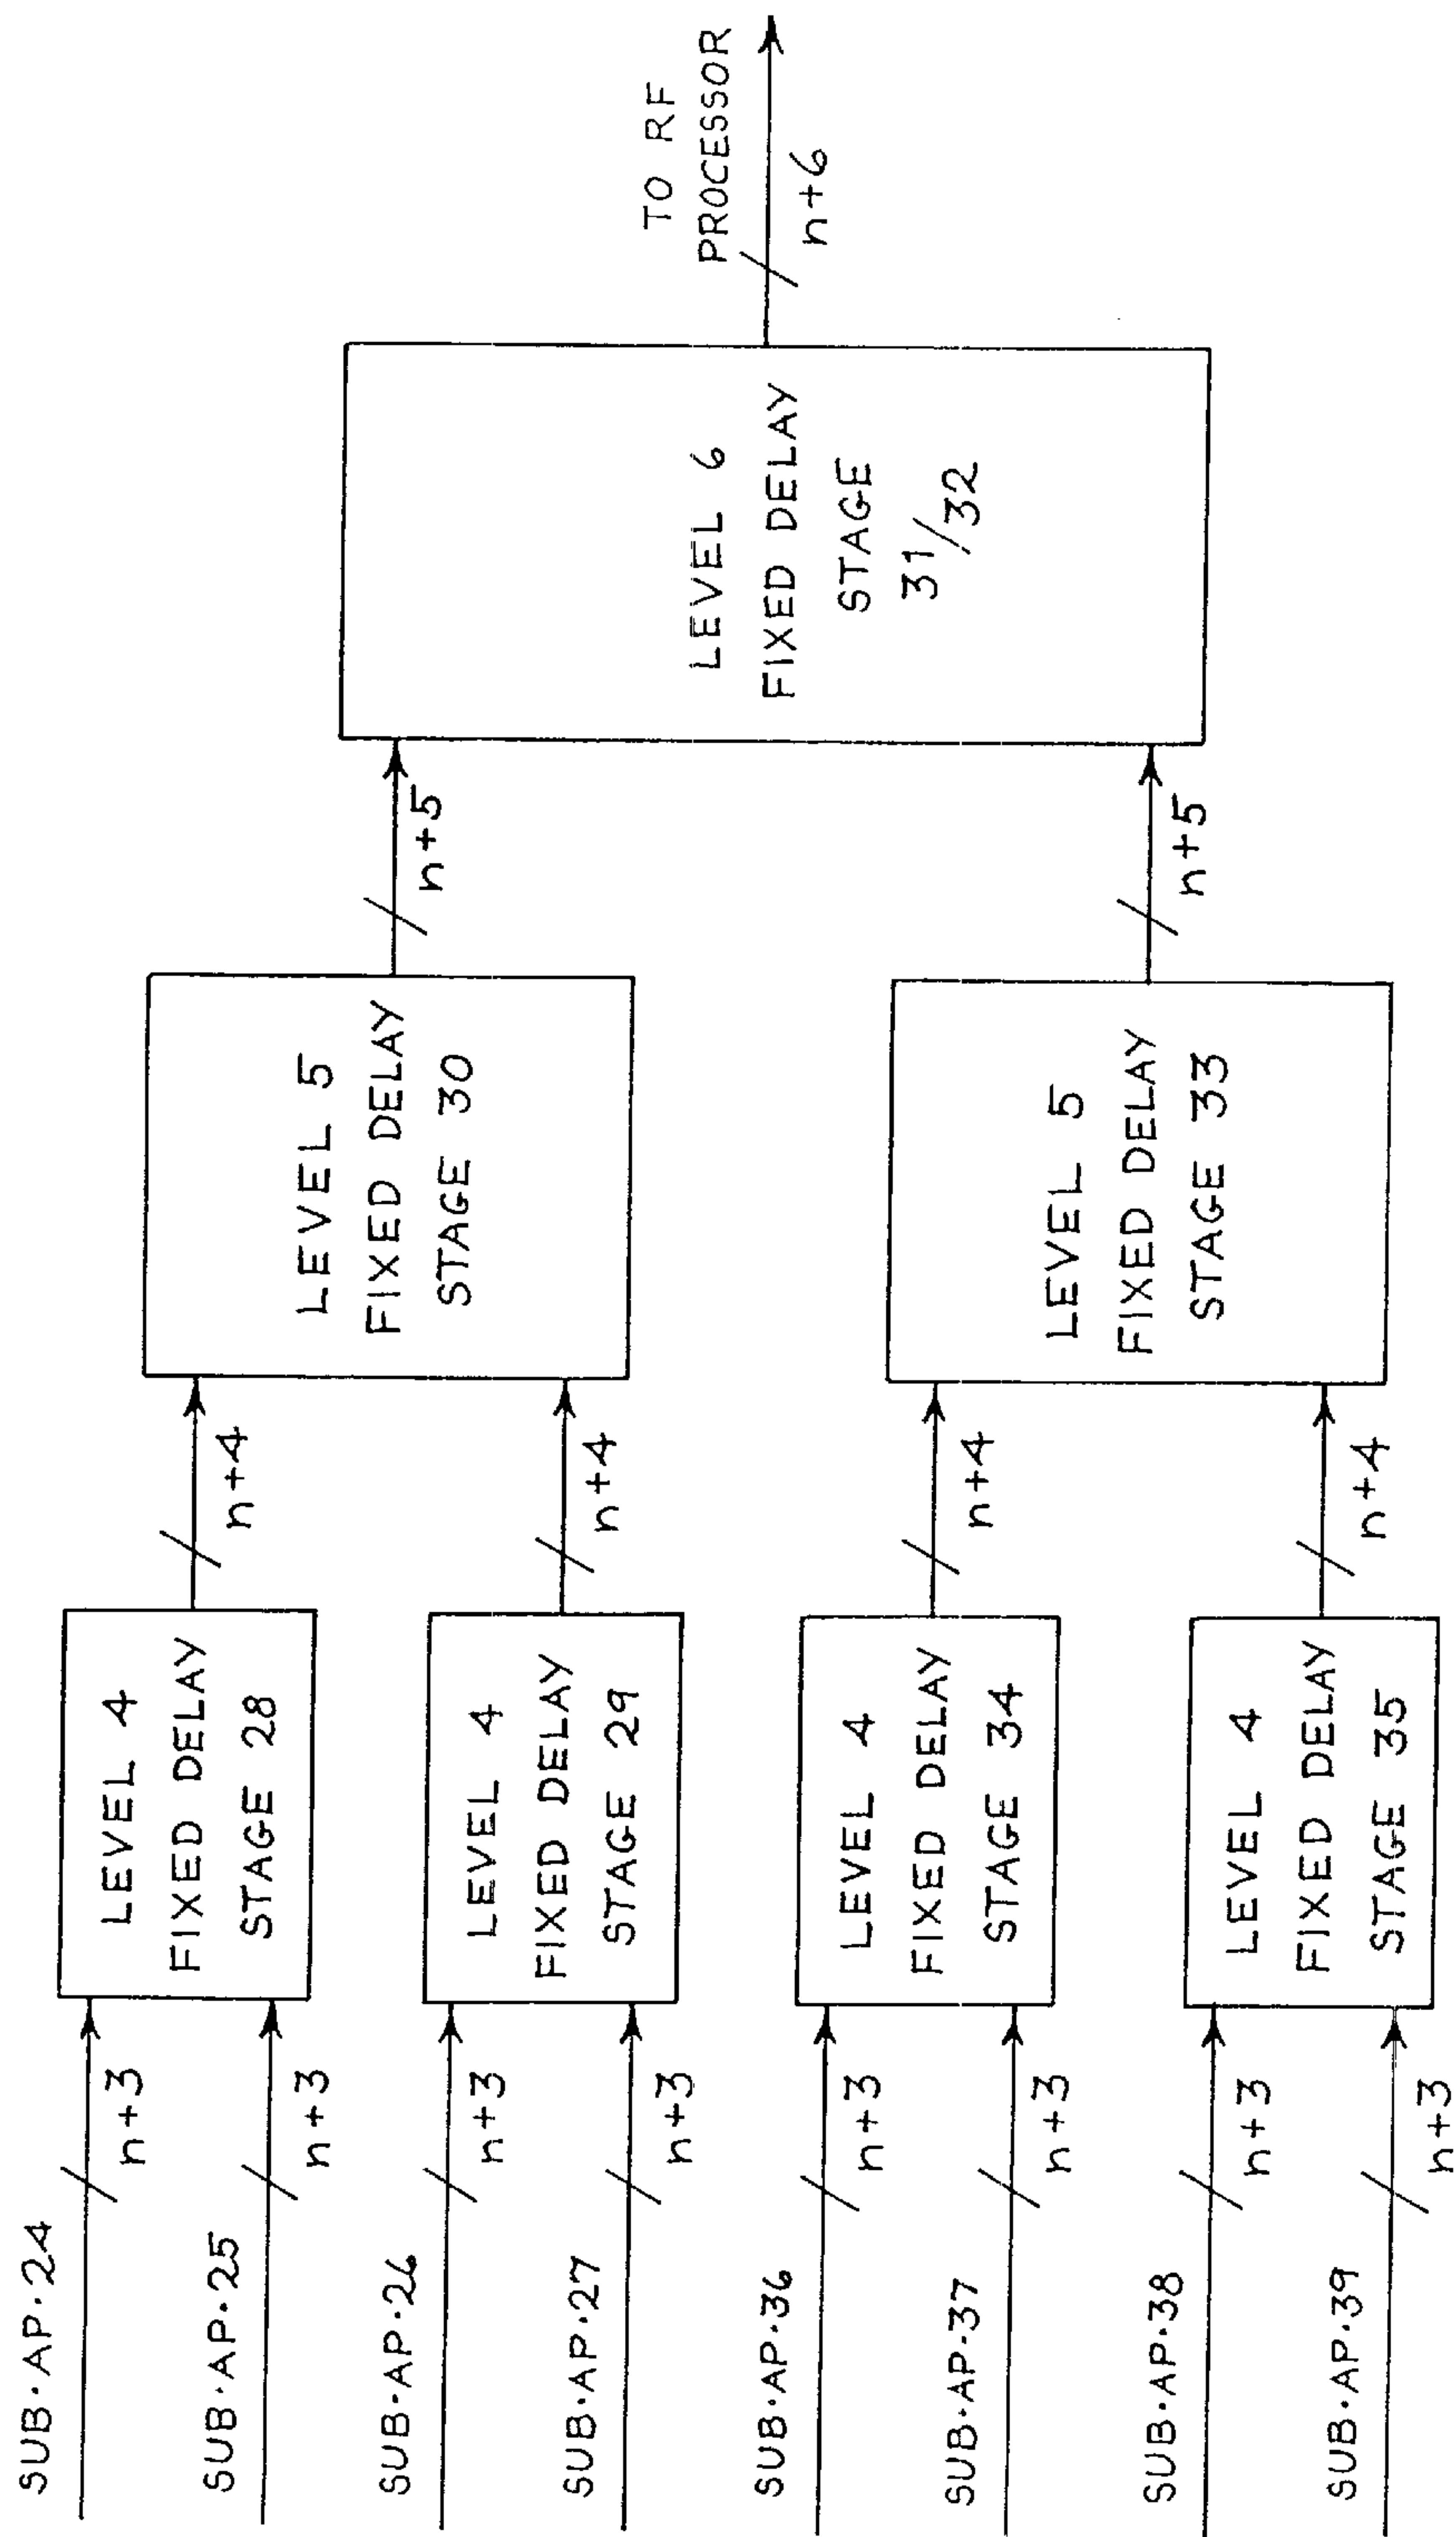 SUB·AP·24
n+3
SUB·AP·25
n+3
LEVEL 4
FIXED DELAY
STAGE 28
n+4
SUB·AP·26
n+3
SUB·AP·27
n+3
LEVEL 4
FIXED DELAY
STAGE 29
n+4
LEVEL 5
FIXED DELAY
STAGE 30
n+5
SUB·AP·36
n+3
SUB·AP·37
n+3
LEVEL 4
FIXED DELAY
STAGE 34
n+4
SUB·AP·38
n+3
SUB·AP·39
n+3
LEVEL 4
FIXED DELAY
STAGE 35
n+4
LEVEL 5
FIXED DELAY
STAGE 33
n+5
LEVEL 6
FIXED DELAY
STAGE
31/32
TO RF
PROCESSOR
n+6